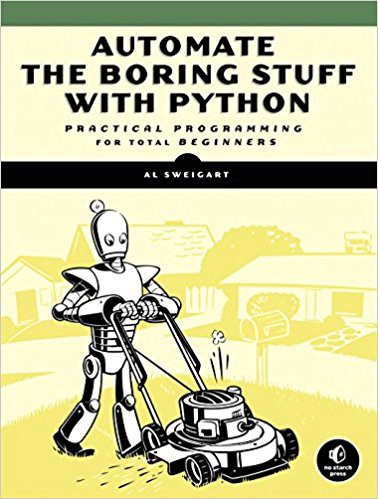 AUTOMATE
THE BORING STUFF
WITH PYTHON
PRACTICAL PROGRAMMING
FOR TOTAL BEGINNERS
AL SWEIGART
no starch
press